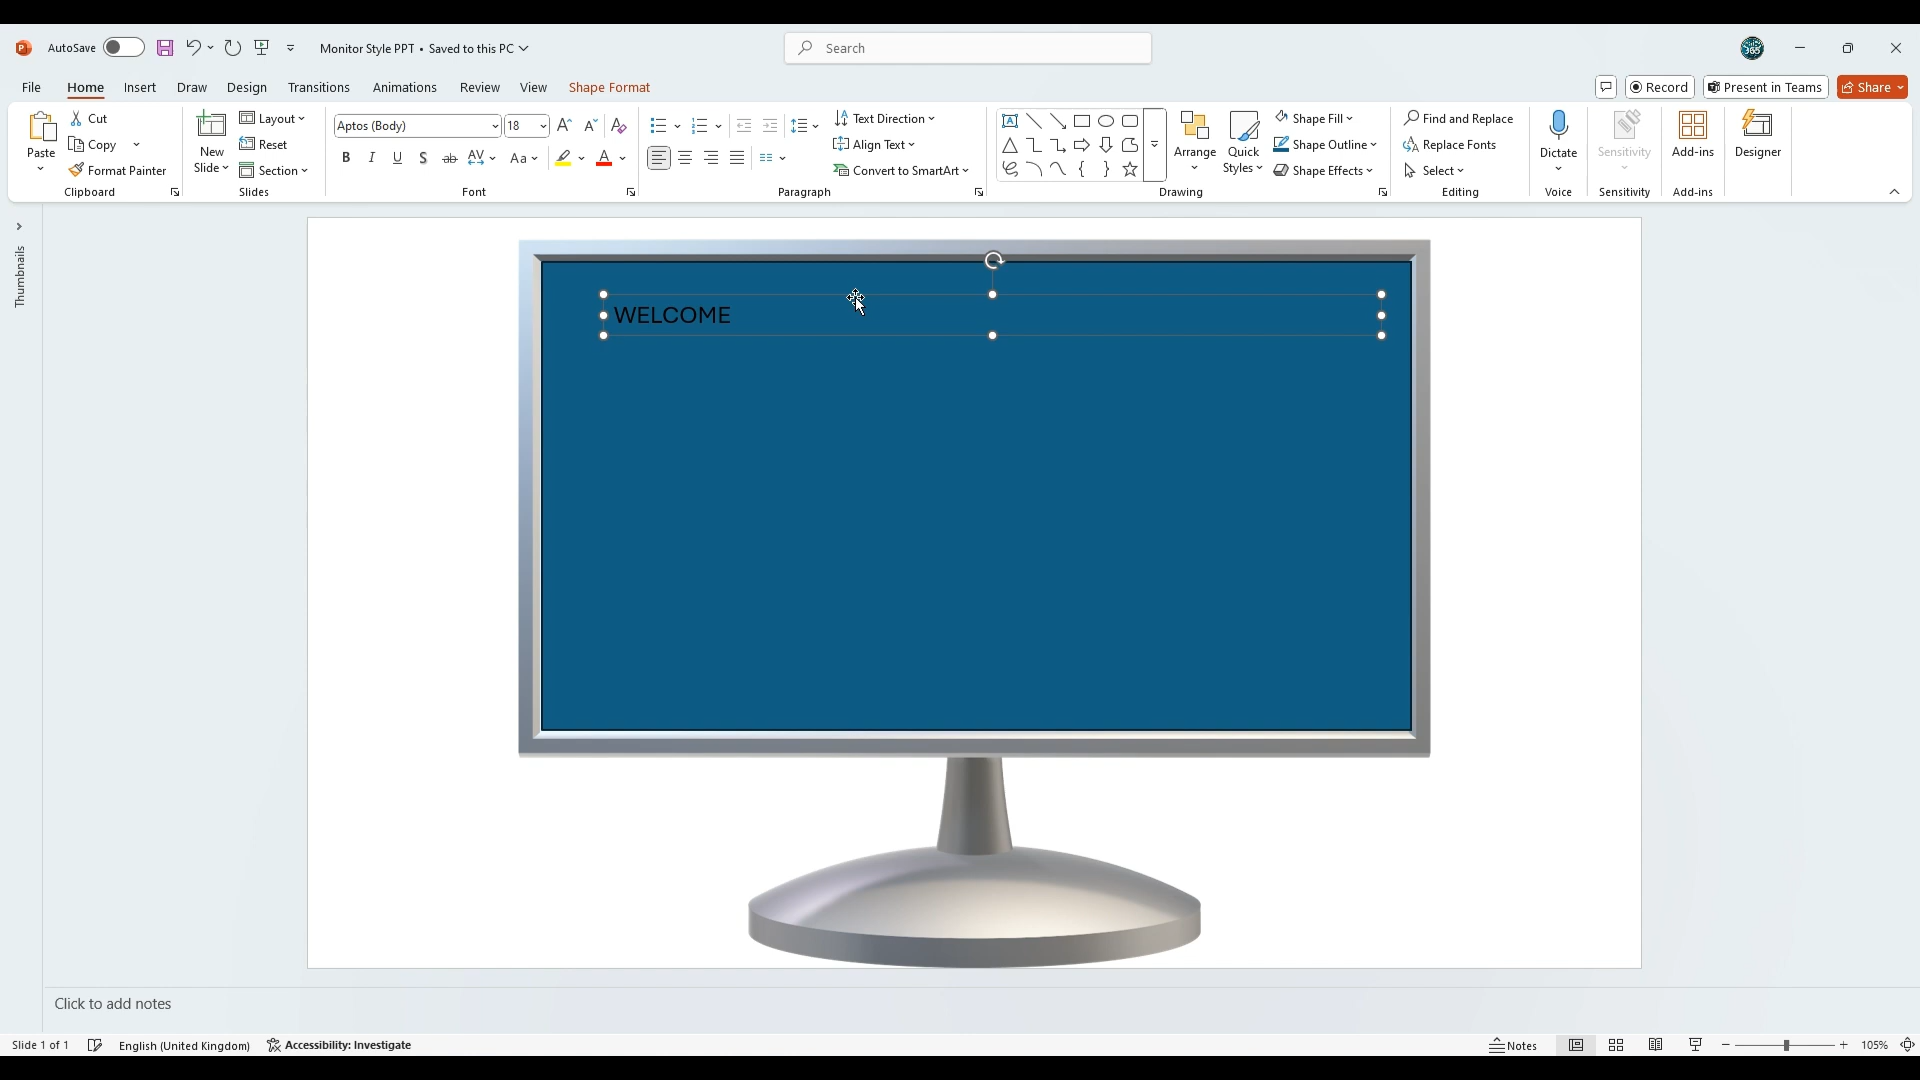 AutoSave
Monitor Style PPT • Saved to this PC
Search
File Home Insert Draw Design Transitions Animations Review View Shape Format
Record
Present in Teams
Share
Paste
Cut
Copy
Format Painter
Clipboard
New Slide
Layout
Reset
Section
Slides
Aptos (Body)
18
Font
Text Direction
Align Text
Convert to SmartArt
Paragraph
Arrange
Quick Styles
Shape Fill
Shape Outline
Shape Effects
Drawing
Find and Replace
Replace Fonts
Select
Editing
Dictate
Voice
Sensitivity
Sensitivity
Add-ins
Add-ins
Designer
Thumbnails
WELCOME
Click to add notes
Slide 1 of 1
English (United Kingdom)
Accessibility: Investigate
Notes
105%